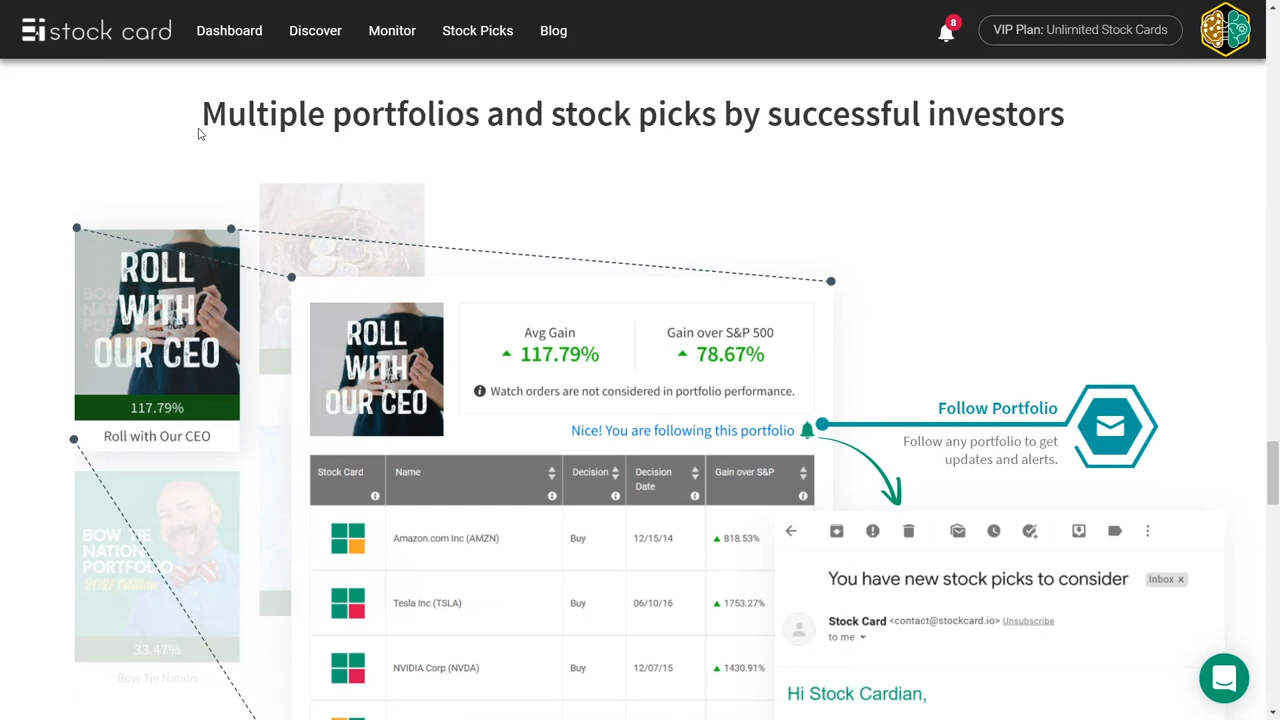 stock card
Dashboard
Discover
Monitor
Stock Picks
Blog
8
VIP Plan: Unlimited Stock Cards
Multiple portfolios and stock picks by successful investors
ROLL
WITH
OUR CEO
117.79%
Roll with Our CEO
BOW TIE
NATION
PORTFOLIO
2021 Edition
33.47%
Bow Tie Nation
ROLL
WITH
OUR CEO
Avg Gain
117.79%
Gain over S&P 500
78.67%
Watch orders are not considered in portfolio performance.
Nice! You are following this portfolio
Follow Portfolio
Follow any portfolio to get
updates and alerts.
Stock Card
Name
Decision
Decision
Date
Gain over S&P
Amazon.com Inc (AMZN)
Buy
12/15/14
818.53%
Tesla Inc (TSLA)
Buy
06/10/16
1753.27%
NVIDIA Corp (NVDA)
Buy
12/07/15
1430.91%
You have new stock picks to consider
Inbox ×
Stock Card <contact@stockcard.io> Unsubscribe
to me
Hi Stock Cardian,